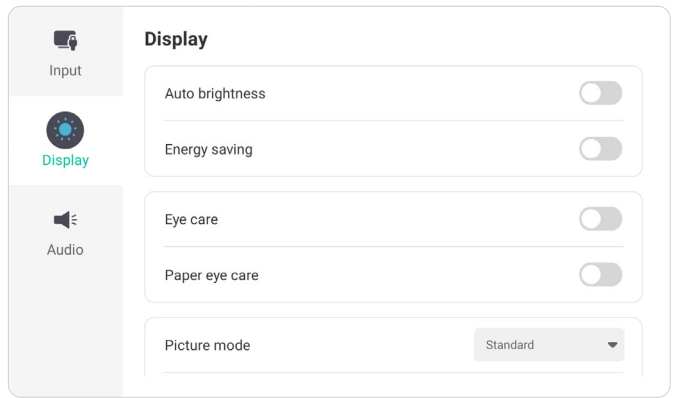 Input
Display
Audio
Display
Auto brightness
Energy saving
Eye care
Paper eye care
Picture mode
Standard